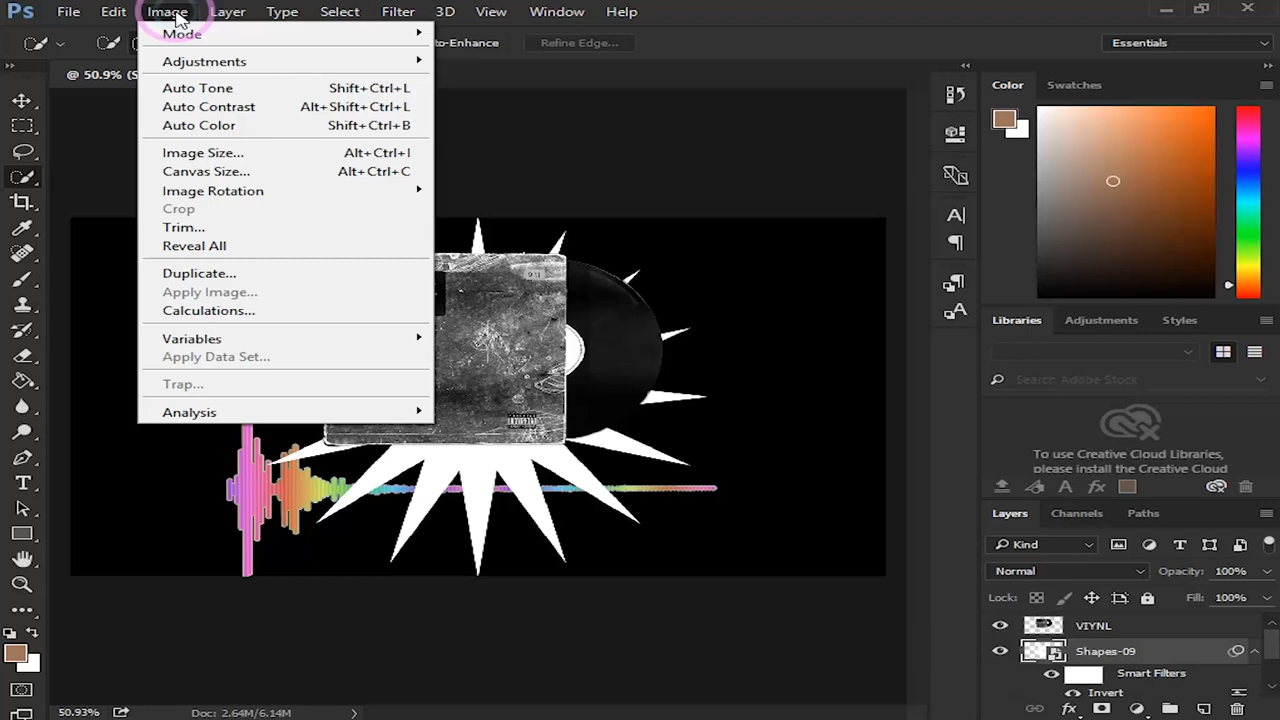 Ps File Edit Image Layer Type Select Filter 3D View Window Help
Auto-Enhance Refine Edge... Essentials
@ 50.9%
Mode
Adjustments
Auto Tone Shift+Ctrl+L
Auto Contrast Alt+Shift+Ctrl+L
Auto Color Shift+Ctrl+B
Image Size... Alt+Ctrl+I
Canvas Size... Alt+Ctrl+C
Image Rotation
Crop
Trim...
Reveal All
Duplicate...
Apply Image...
Calculations...
Variables
Apply Data Set...
Trap...
Analysis
Color Swatches
Libraries Adjustments Styles
Search Adobe Stock
To use Creative Cloud Libraries,
please install the Creative Cloud
Layers Channels Paths
Kind
Normal Opacity: 100%
Lock: Fill: 100%
VIYNL
Shapes-09
Smart Filters
Invert
50.93% Doc: 2.64M/6.14M